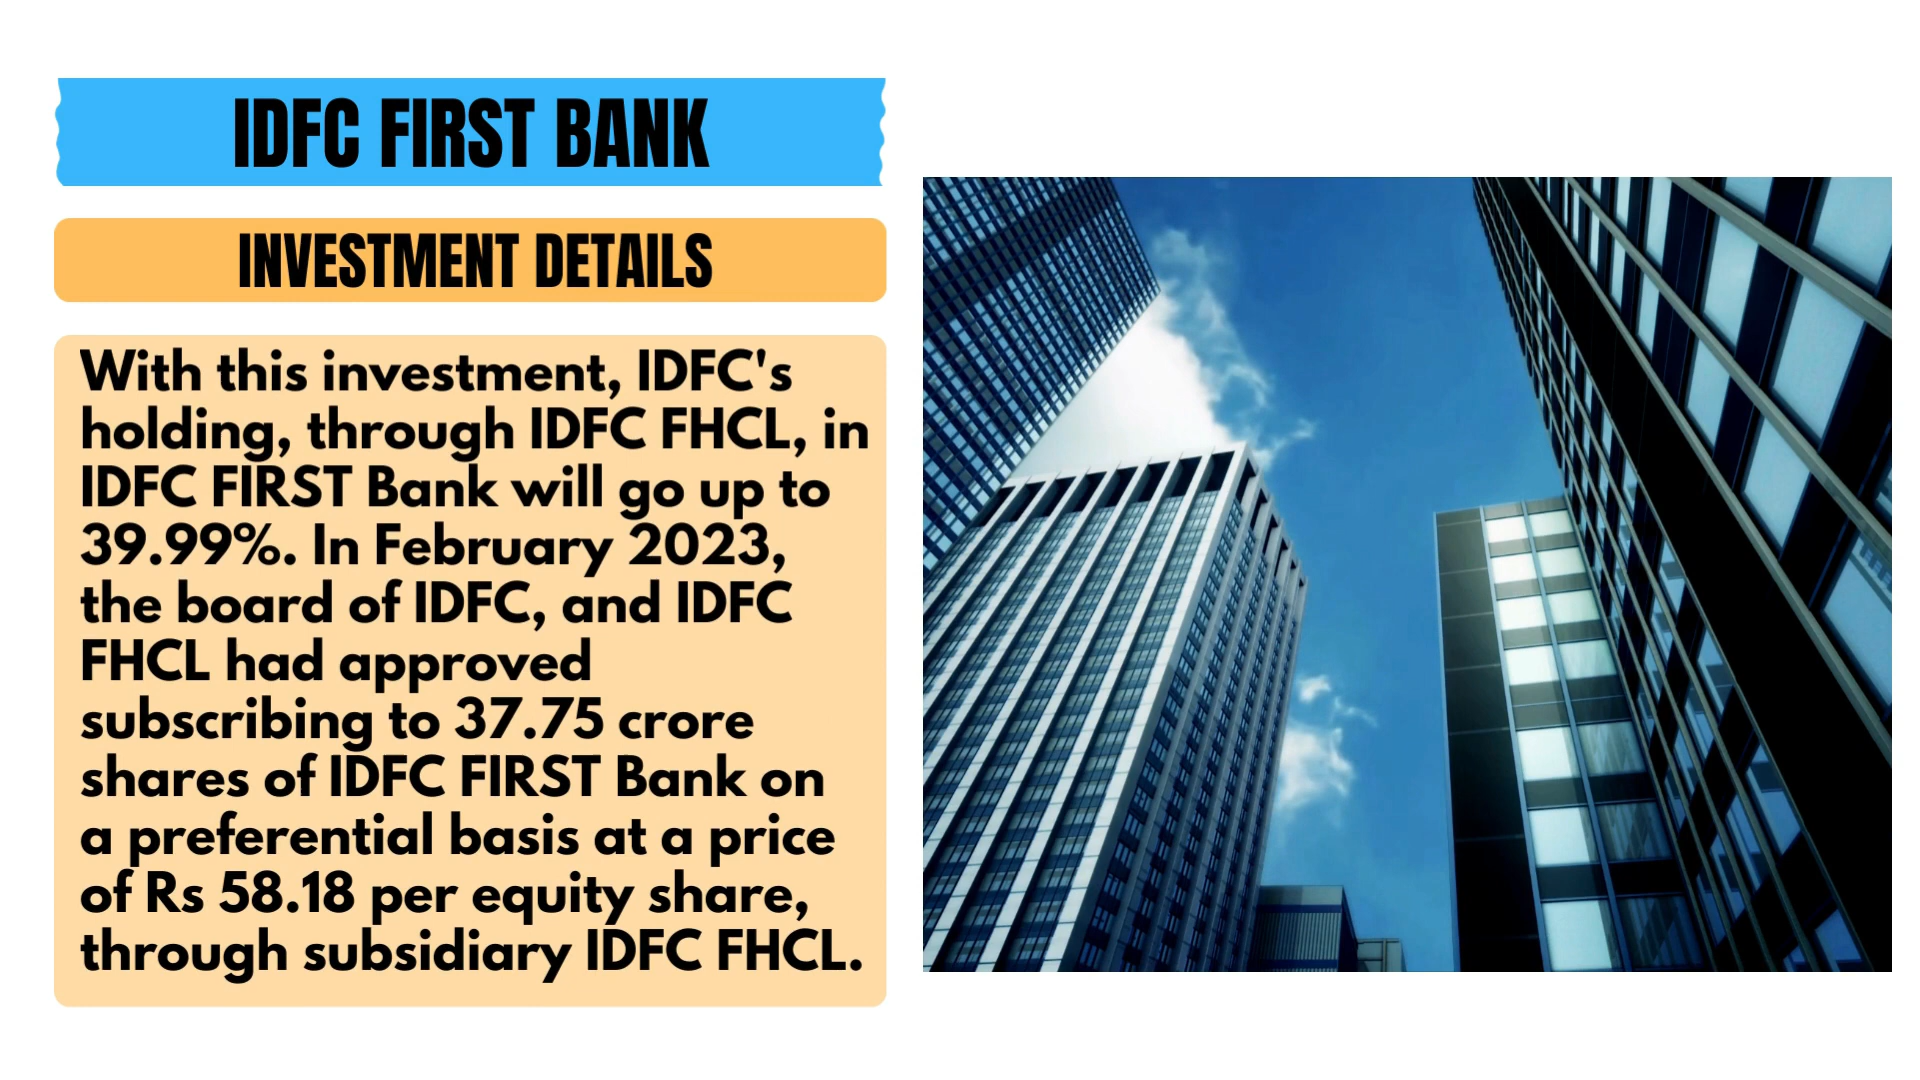 IDFC FIRST BANK
INVESTMENT DETAILS
With this investment, IDFC's
holding, through IDFC FHCL, in
IDFC FIRST Bank will go up to
39.99%. In February 2023,
the board of IDFC, and IDFC
FHCL had approved
subscribing to 37.75 crore
shares of IDFC FIRST Bank on
a preferential basis at a price
of Rs 58.18 per equity share,
through subsidiary IDFC FHCL.